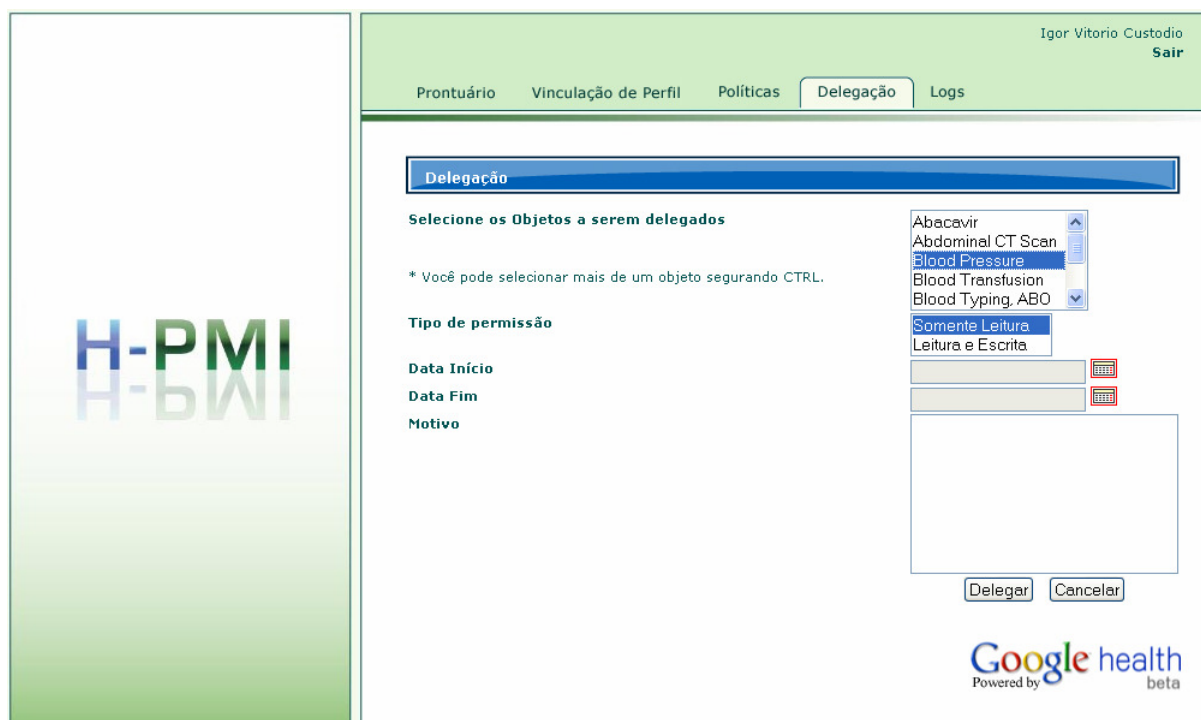 Igor Vitorio Custodio
Sair
Prontuário Vinculação de Perfil Políticas Delegação Logs
H-PMI
Delegação
Selecione os Objetos a serem delegados
Abacavir
Abdominal CT Scan
Blood Pressure
Blood Transfusion
Blood Typing, ABO
* Você pode selecionar mais de um objeto segurando CTRL.
Tipo de permissão
Somente Leitura
Leitura e Escrita
Data Início
Data Fim
Motivo
Delegar Cancelar
Google health
Powered by beta